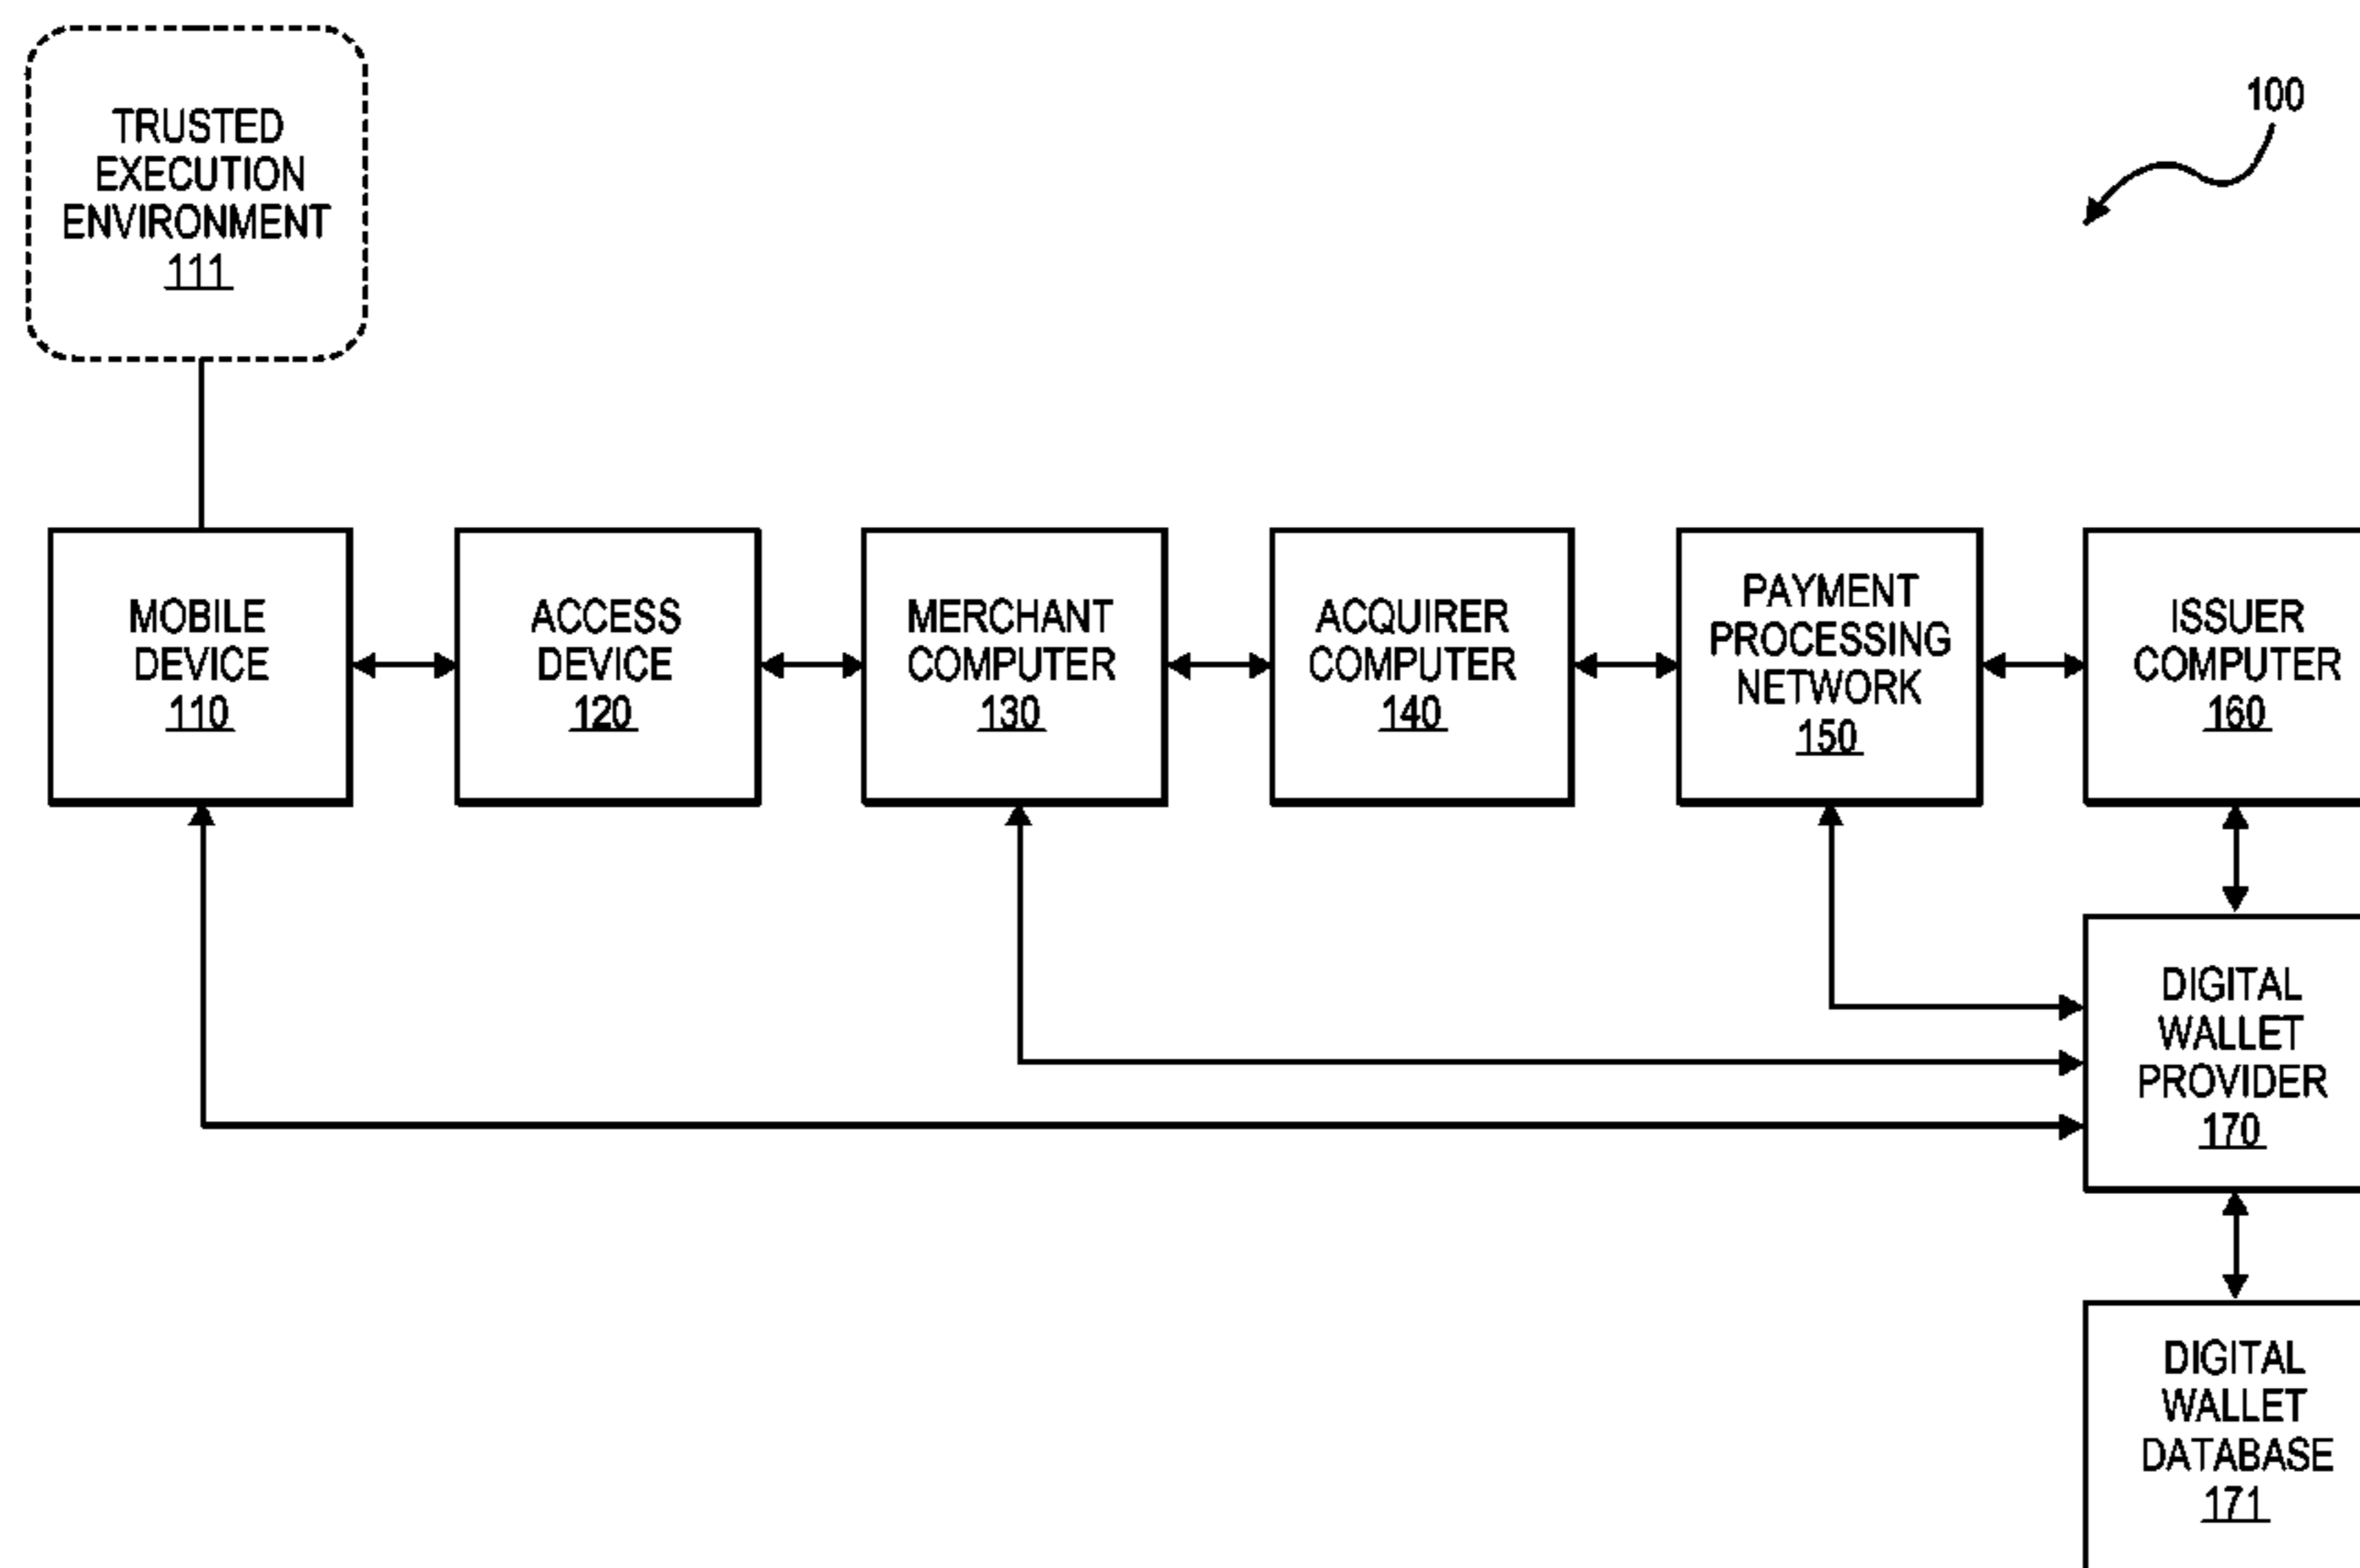 TRUSTED
EXECUTION
ENVIRONMENT
111
100
MOBILE
DEVICE
110
ACCESS
DEVICE
120
MERCHANT
COMPUTER
130
ACQUIRER
COMPUTER
140
PAYMENT
PROCESSING
NETWORK
150
ISSUER
COMPUTER
160
DIGITAL
WALLET
PROVIDER
170
DIGITAL
WALLET
DATABASE
171